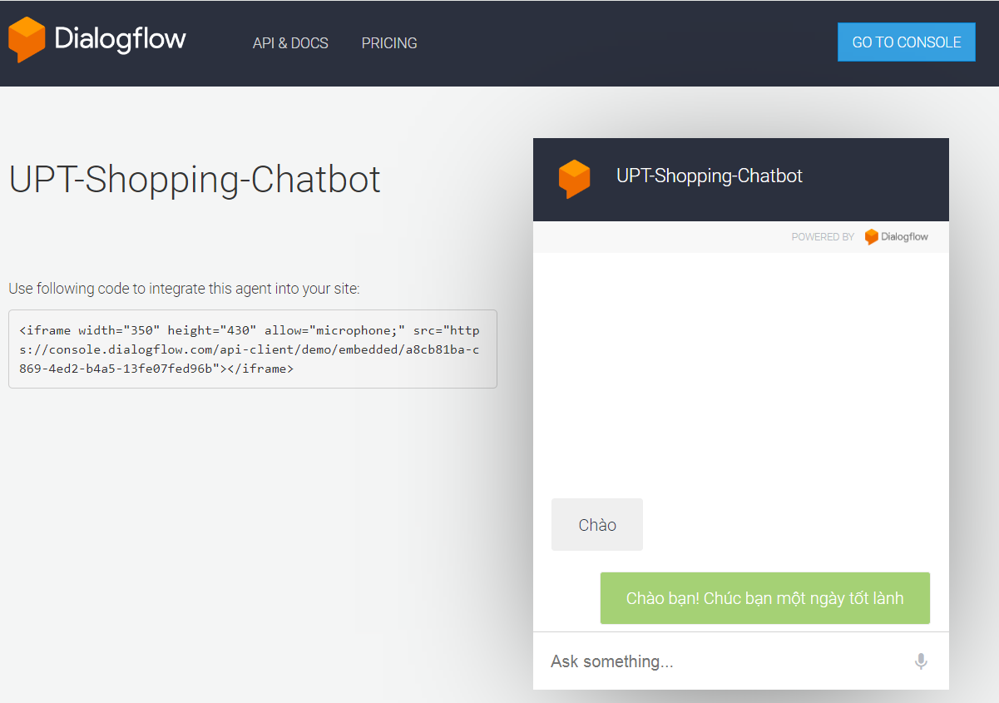 Dialogflow
API & DOCS
PRICING
GO TO CONSOLE
UPT-Shopping-Chatbot
Use following code to integrate this agent into your site:
<iframe width="350" height="430" allow="microphone;" src="http
s://console.dialogflow.com/api-client/demo/embedded/a8cb81ba-c
869-4ed2-b4a5-13fe07fed96b"></iframe>
UPT-Shopping-Chatbot
POWERED BY Dialogflow
Chào
Chào bạn! Chúc bạn một ngày tốt lành
Ask something...